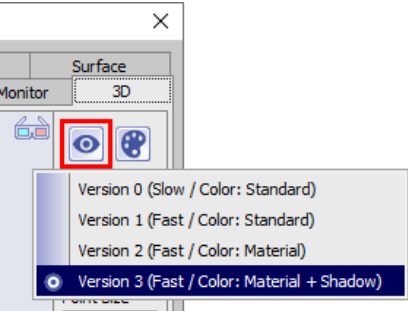 Surface
Monitor
3D
Version 0 (Slow / Color: Standard)
Version 1 (Fast / Color: Standard)
Version 2 (Fast / Color: Material)
Version 3 (Fast / Color: Material + Shadow)
Point Size